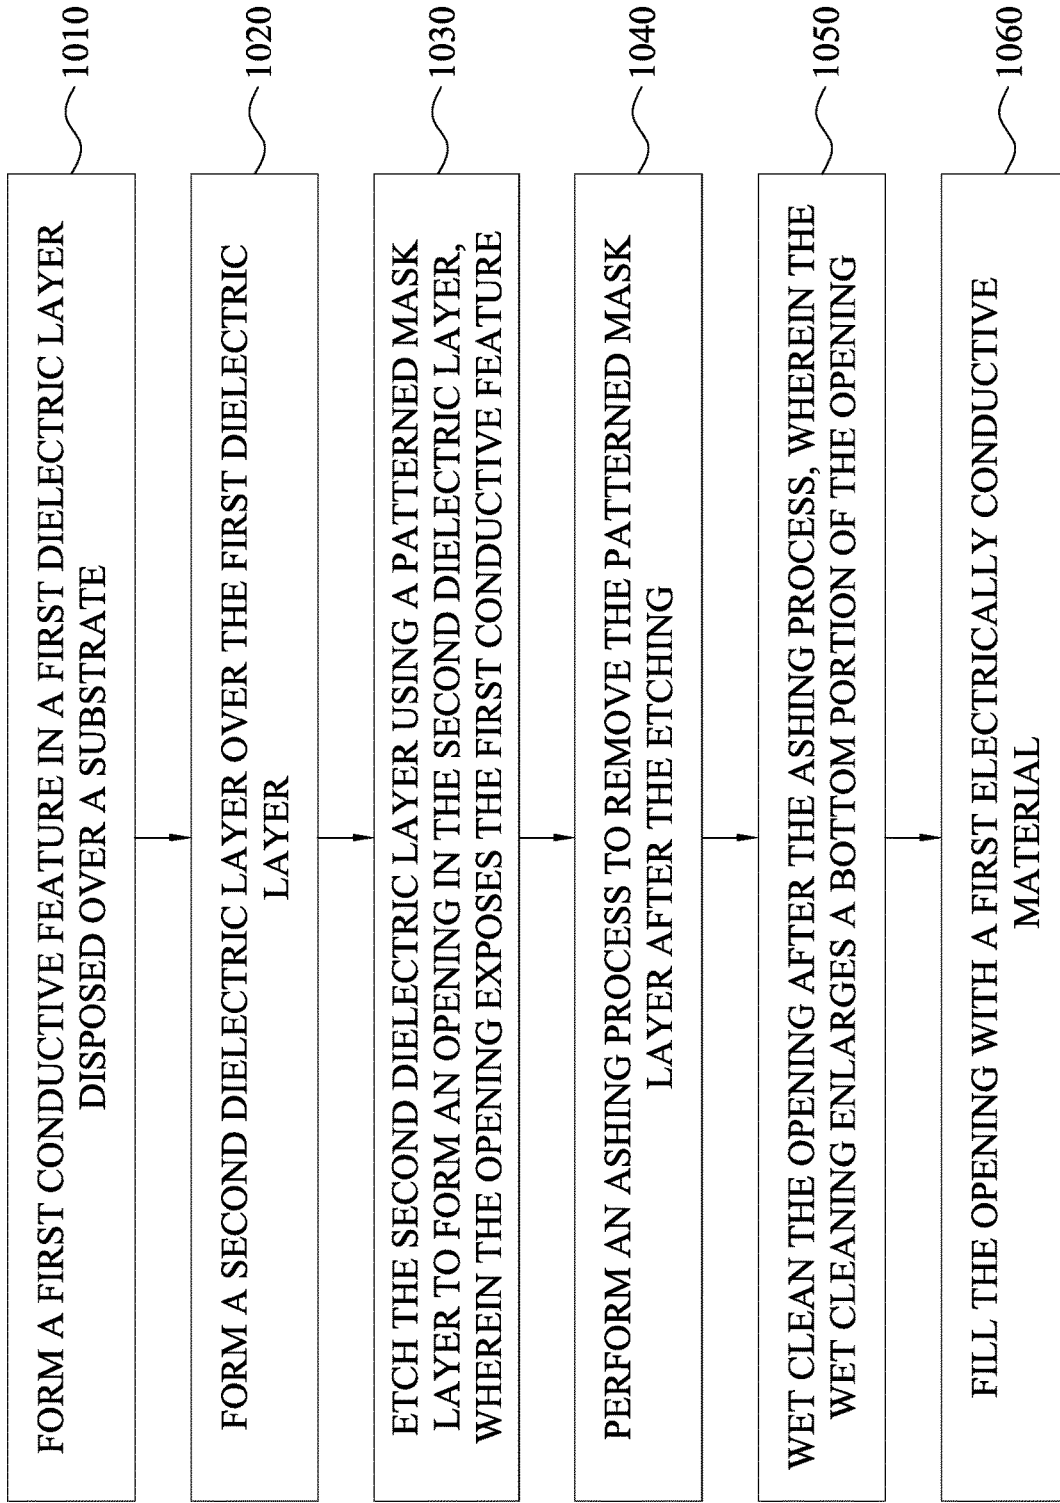 FORM A FIRST CONDUCTIVE FEATURE IN A FIRST DIELECTRIC LAYER
DISPOSED OVER A SUBSTRATE
1010
FORM A SECOND DIELECTRIC LAYER OVER THE FIRST DIELECTRIC
LAYER
1020
ETCH THE SECOND DIELECTRIC LAYER USING A PATTERNED MASK
LAYER TO FORM AN OPENING IN THE SECOND DIELECTRIC LAYER,
WHEREIN THE OPENING EXPOSES THE FIRST CONDUCTIVE FEATURE
1030
PERFORM AN ASHING PROCESS TO REMOVE THE PATTERNED MASK
LAYER AFTER THE ETCHING
1040
WET CLEAN THE OPENING AFTER THE ASHING PROCESS, WHEREIN THE
WET CLEANING ENLARGES A BOTTOM PORTION OF THE OPENING
1050
FILL THE OPENING WITH A FIRST ELECTRICALLY CONDUCTIVE
MATERIAL
1060